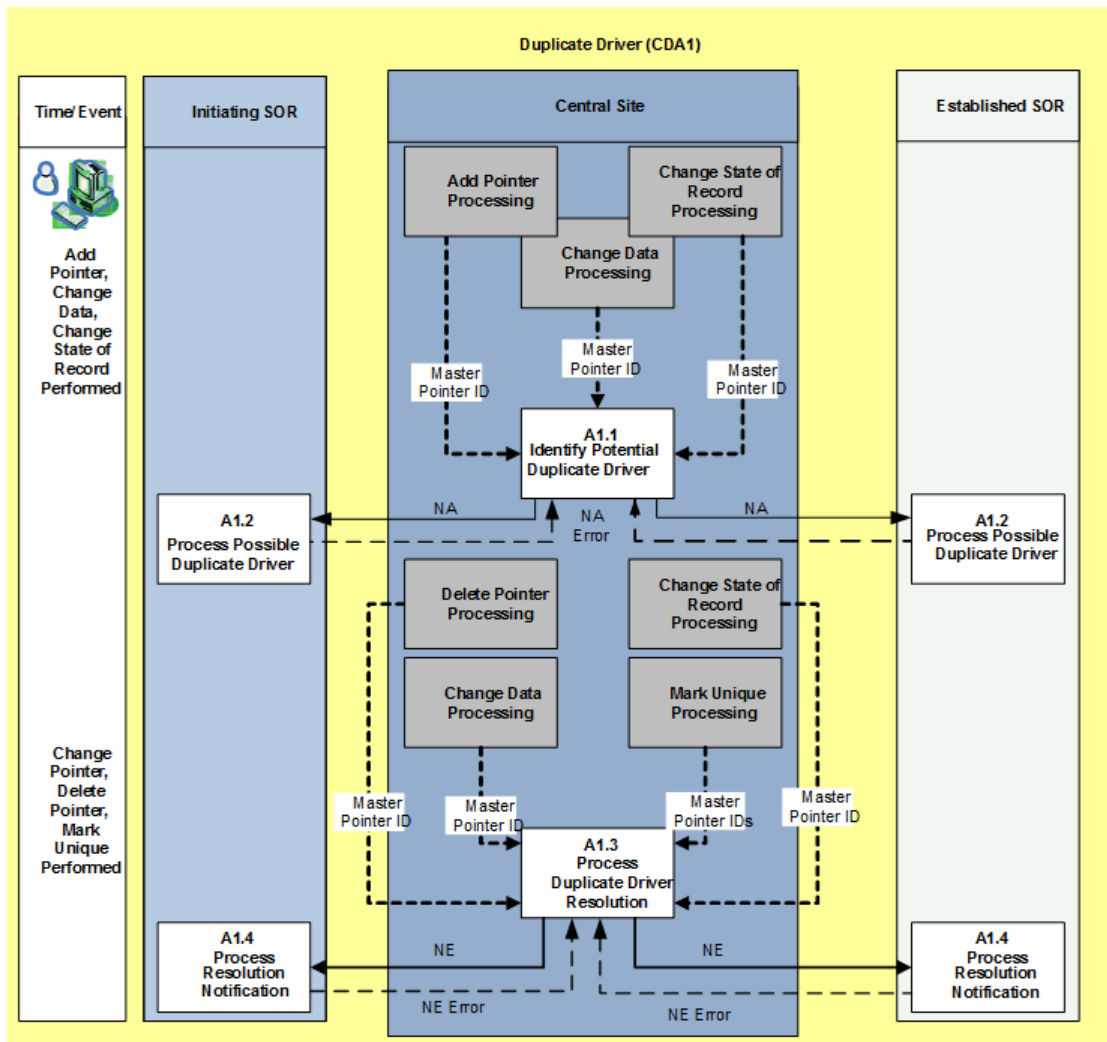 Duplicate Driver (CDA1)
Time/ Event
Initiating SOR
Central Site
Established SOR
Add Pointer
Processing
Change State of
Record
Processing
Change Data
Processing
Add
Pointer,
Change
Data,
Change
State of
Record
Performed
Master
Pointer ID
Master
Pointer ID
Master
Pointer ID
A1.1
Identify Potential
Duplicate Driver
NA
NA
Error
NA
A1.2
Process Possible
Duplicate Driver
A1.2
Process Possible
Duplicate Driver
Delete Pointer
Processing
Change State of
Record
Processing
Change Data
Processing
Mark Unique
Processing
Change
Pointer,
Delete
Pointer,
Mark
Unique
Performed
Master
Pointer ID
Master
Pointer ID
Master
Pointer IDs
Master
Pointer ID
A1.3
Process
Duplicate Driver
Resolution
A1.4
Process
Resolution
Notification
NE
NE
A1.4
Process
Resolution
Notification
NE Error
NE Error